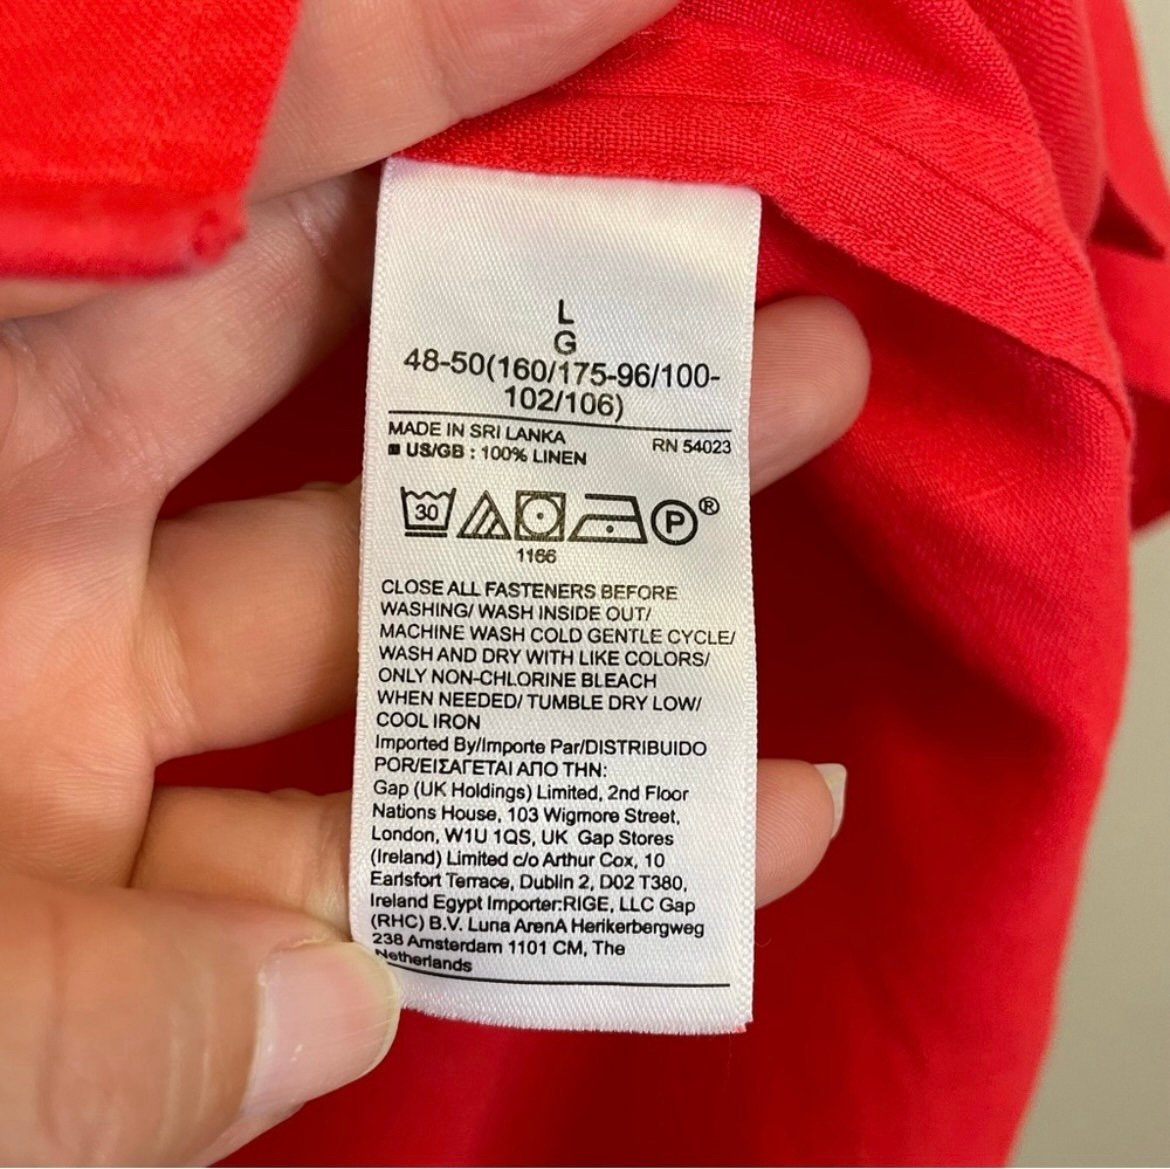 L
G
48-50(160/175-96/100-
102/106)
MADE IN SRI LANKA RN 54023
■ US/GB : 100% LINEN
30 P ®
1166
CLOSE ALL FASTENERS BEFORE
WASHING/ WASH INSIDE OUT/
MACHINE WASH COLD GENTLE CYCLE/
WASH AND DRY WITH LIKE COLORS/
ONLY NON-CHLORINE BLEACH
WHEN NEEDED/ TUMBLE DRY LOW/
COOL IRON
Imported By/Importe Par/DISTRIBUIDO
POR/ΕΙΣΑΓΕΤΑΙ ΑΠΟ ΤΗΝ:
Gap (UK Holdings) Limited, 2nd Floor
Nations House, 103 Wigmore Street,
London, W1U 1QS, UK Gap Stores
(Ireland) Limited c/o Arthur Cox, 10
Earlsfort Terrace, Dublin 2, D02 T380,
Ireland Egypt Importer:RIGE, LLC Gap
(RHC) B.V. Luna ArenA Herikerbergweg
238 Amsterdam 1101 CM, The
Netherlands